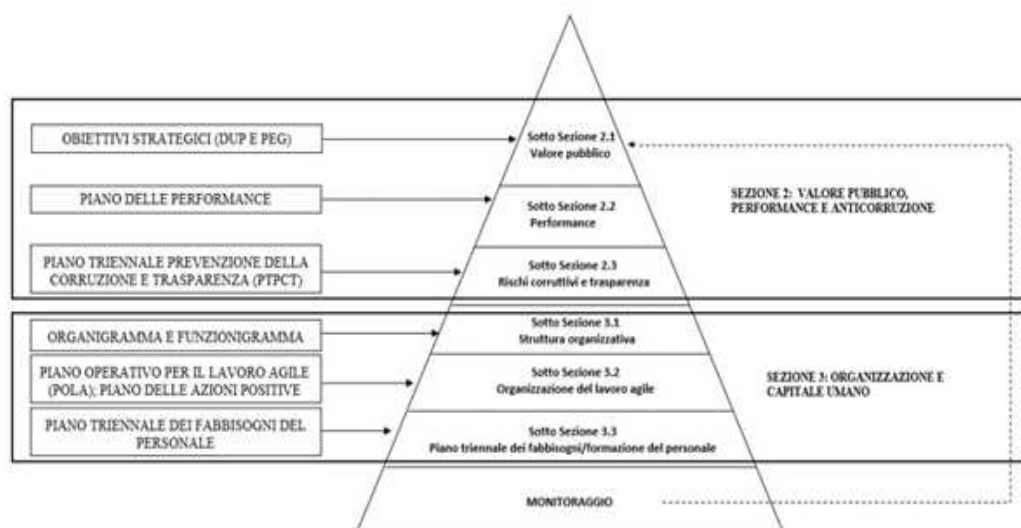 OBIETTIVI STRATEGICI (DUP E PEG)
Sotto Sezione 2.1
Valore pubblico
PIANO DELLE PERFORMANCE
Sotto Sezione 2.2
Performance
SEZIONE 2: VALORE PUBBLICO,
PERFORMANCE E ANTICORRUZIONE
PIANO TRIENNALE PREVENZIONE DELLA
CORRUZIONE E TRASPARENZA (PTPCT)
Sotto Sezione 2.3
Rischi corruttivi e trasparenza
ORGANIGRAMMA E FUNZIONIGRAMMA
Sotto Sezione 3.1
Struttura organizzativa
PIANO OPERATIVO PER IL LAVORO AGILE
(POLA); PIANO DELLE AZIONI POSITIVE
Sotto Sezione 3.2
Organizzazione del lavoro agile
SEZIONE 3: ORGANIZZAZIONE E
CAPITALE UMANO
PIANO TRIENNALE DEI FABBISOGNI DEL
PERSONALE
Sotto Sezione 3.3
Piano triennale dei fabbisogni/formazione del personale
MONITORAGGIO